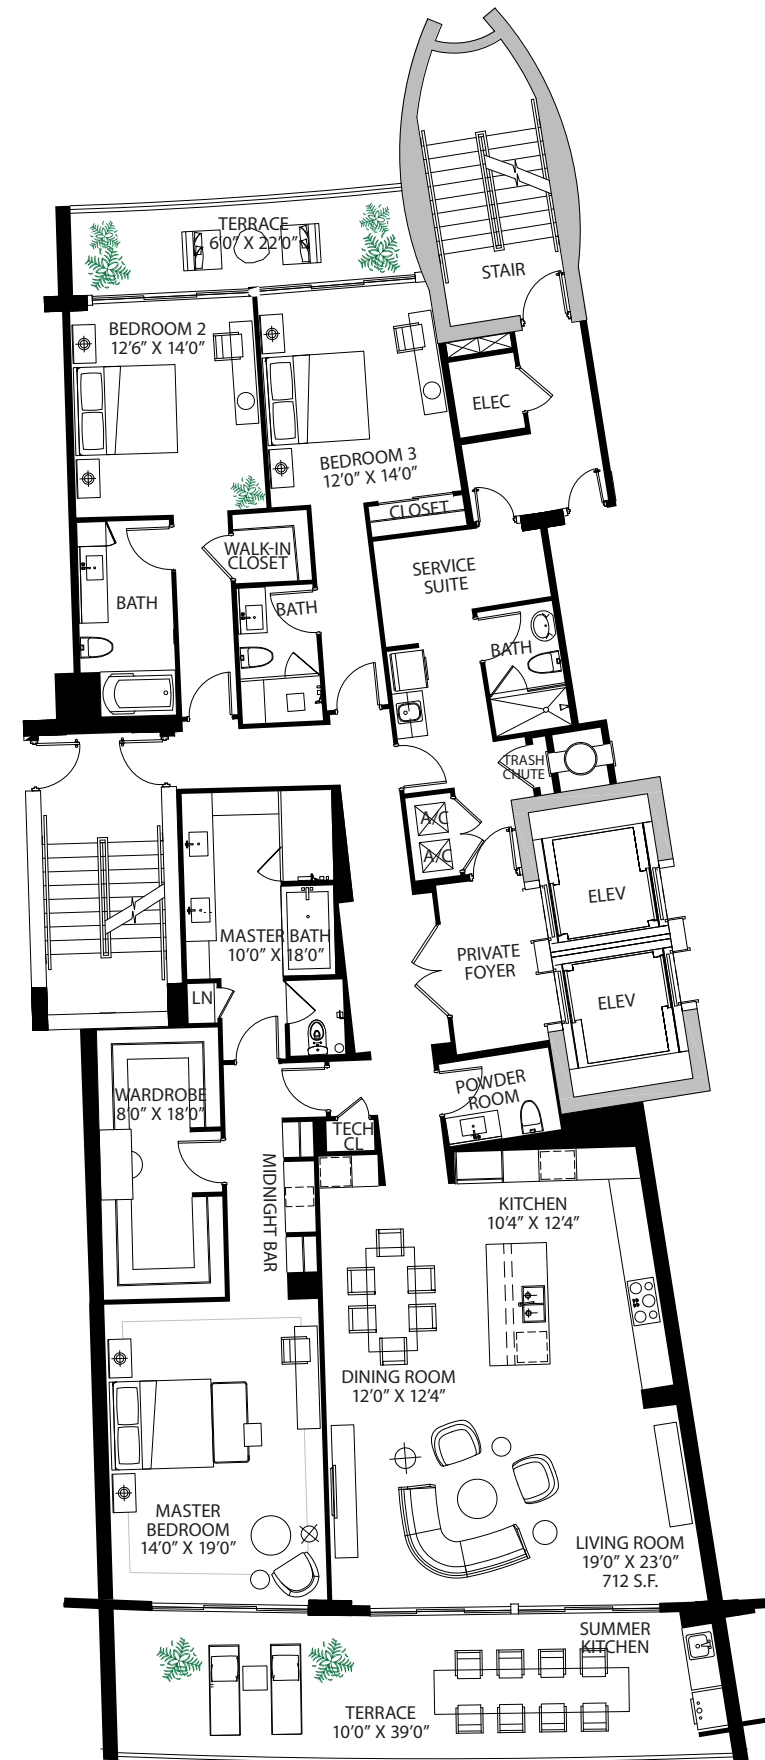 TERRACE
6'0” X 22'0”
STAIR
BEDROOM 2
12'6” X 14'0”
ELEC
BEDROOM 3
12'0” X 14'0”
CLOSET
WALK-IN
CLOSET
SERVICE
SUITE
BATH
BATH
BATH
TRASH
CHUTE
A/C
A/C
ELEV
MASTER BATH
10'0” X 18'0”
PRIVATE
FOYER
LN
ELEV
WARDROBE
8'0” X 18'0”
POWDER
ROOM
TECH
CL
MIDNIGHT BAR
KITCHEN
10'4” X 12'4”
DINING ROOM
12'0” X 12'4”
MASTER
BEDROOM
14'0” X 19'0”
LIVING ROOM
19'0” X 23'0”
712 S.F.
SUMMER
KITCHEN
TERRACE
10'0” X 39'0”